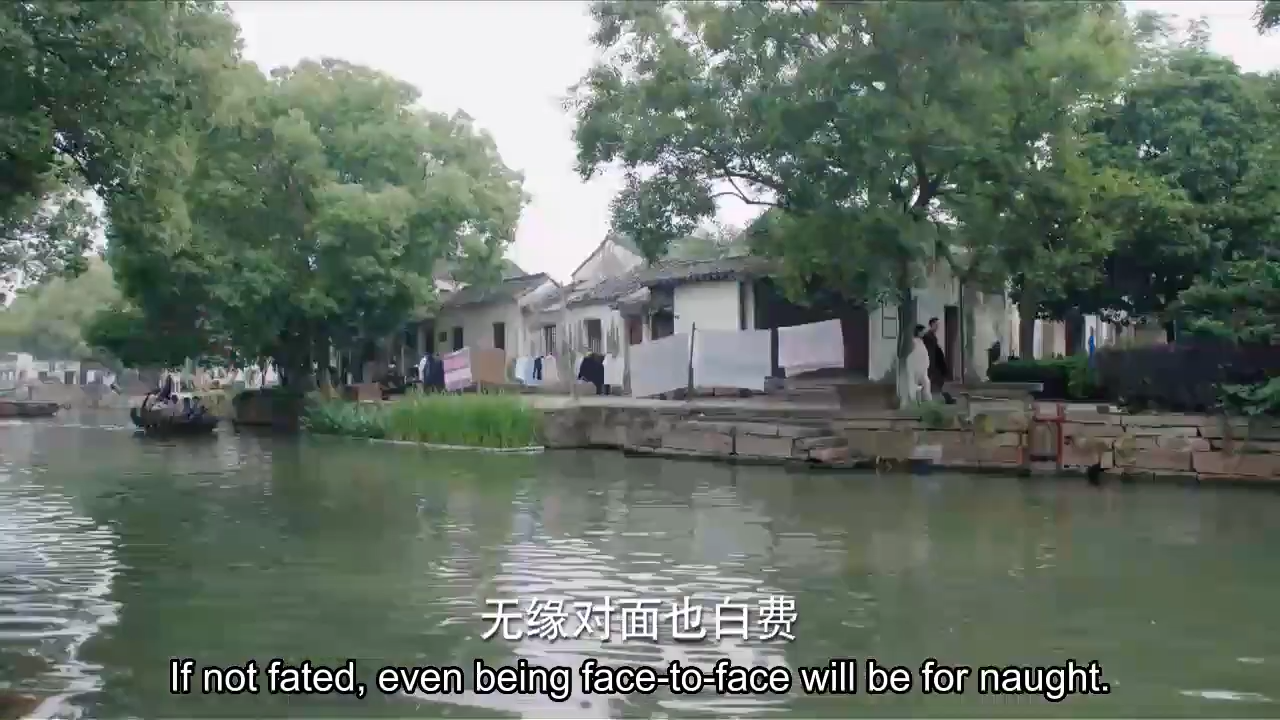 无缘对面也白费
If not fated, even being face-to-face will be for naught.